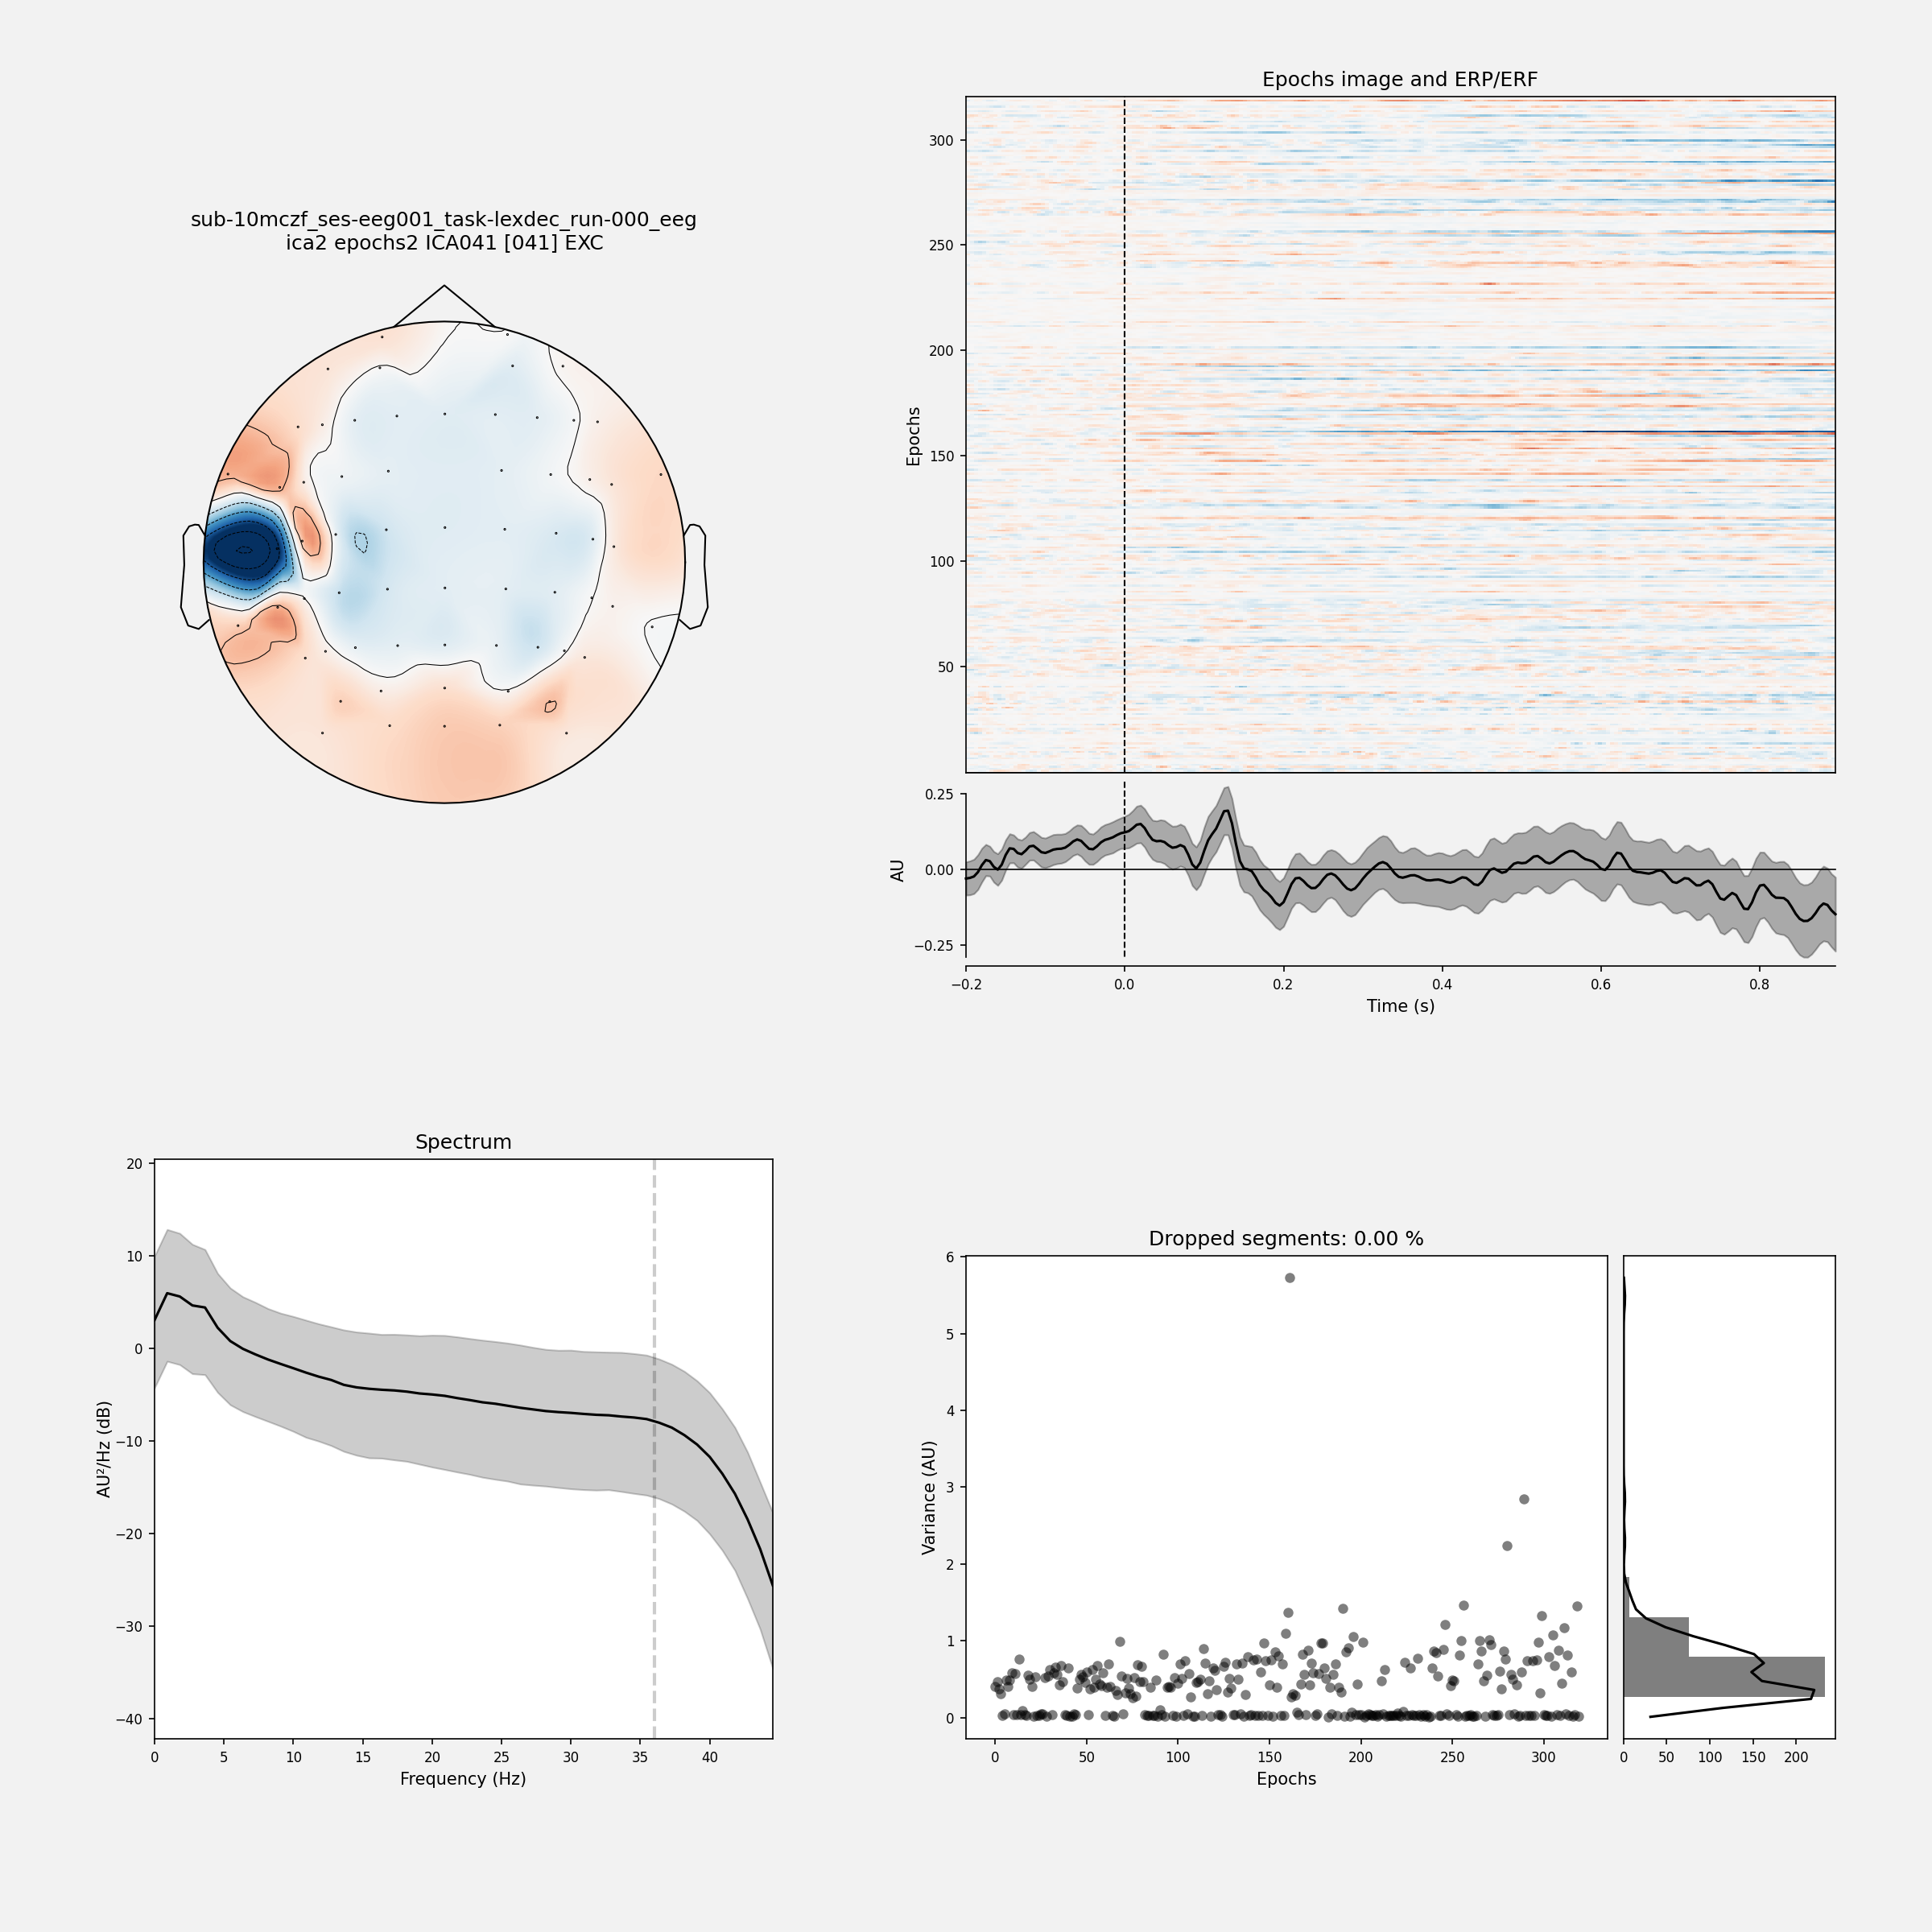 sub-10mczf_ses-eeg001_task-lexdec_run-000_eeg
ica2 epochs2 ICA041 [041] EXC
Epochs image and ERP/ERF
Epochs
300
250
200
150
100
50
AU
0.25
0.00
−0.25
−0.2 0.0 0.2 0.4 0.6 0.8
Time (s)
Spectrum
AU²/Hz (dB)
20
10
0
−10
−20
−30
−40
0 5 10 15 20 25 30 35 40
Frequency (Hz)
Dropped segments: 0.00 %
Variance (AU)
6
5
4
3
2
1
0
0 50 100 150 200 250 300
Epochs
0 50 100 150 200